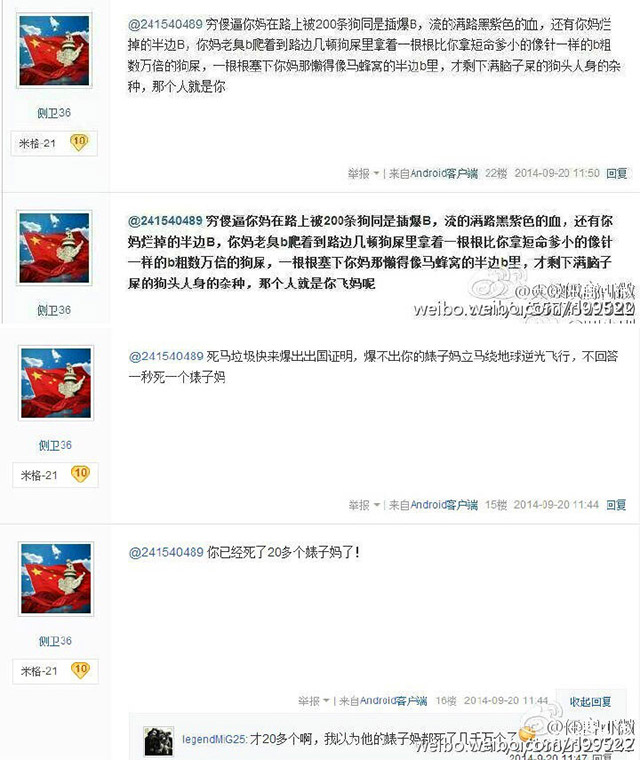 @241540489 穷傻逼你妈在路上被200条狗同是插爆B，流的满路黑紫色的血，还有你妈烂
掉的半边B，你妈老臭b爬着到路边几顿狗屎里拿着一根根比你拿短命爹小的像针一样的b粗
数万倍的狗屎，一根根塞下你妈那懒得像马蜂窝的半边b里，才剩下满脑子屎的狗头人身的杂
种，那个人就是你
侧卫36
米格-21 10
举报 | 来自Android客户端 22楼 2014-09-20 11:50 回复
@241540489 穷傻逼你妈在路上被200条狗同是插爆B，流的满路黑紫色的血，还有你
妈烂掉的半边B，你妈老臭b爬着到路边几顿狗屎里拿着一根根比你拿短命爹小的像针
一样的b粗数万倍的狗屎，一根根塞下你妈那懒得像马蜂窝的半边b里，才剩下满脑子
屎的狗头人身的杂种，那个人就是你飞妈呢
侧卫36
@241540489 死马垃圾快来爆出出国证明，爆不出你的婊子妈立马绕地球逆光飞行，不回答
一秒死一个婊子妈
侧卫36
米格-21 10
举报 | 来自Android客户端 15楼 2014-09-20 11:44 回复
@241540489 你已经死了20多个婊子妈了！
侧卫36
米格-21 10
举报 | 来自Android客户端 16楼 2014-09-20 11:44 收起回复
legendMiG25: 才20多个啊，我以为他的婊子妈都死了几千万个了
2014-9-20 11:47 回复